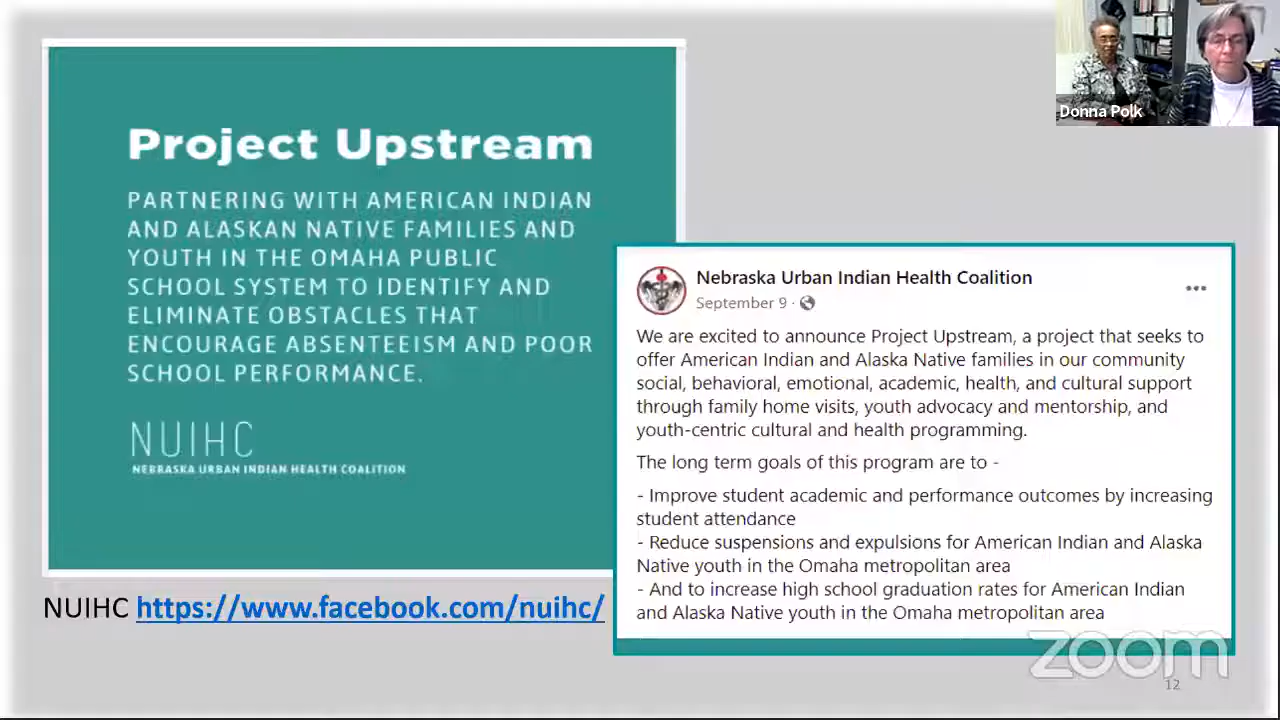 Project Upstream
PARTNERING WITH AMERICAN INDIAN
AND ALASKAN NATIVE FAMILIES AND
YOUTH IN THE OMAHA PUBLIC
SCHOOL SYSTEM TO IDENTIFY AND
ELIMINATE OBSTACLES THAT
ENCOURAGE ABSENTEEISM AND POOR
SCHOOL PERFORMANCE.
NUIHC
NEBRASKA URBAN INDIAN HEALTH COALITION
NUIHC https://www.facebook.com/nuihc/
Donna Polk
Nebraska Urban Indian Health Coalition
September 9 ·
We are excited to announce Project Upstream, a project that seeks to
offer American Indian and Alaska Native families in our community
social, behavioral, emotional, academic, health, and cultural support
through family home visits, youth advocacy and mentorship, and
youth-centric cultural and health programming.
The long term goals of this program are to -
- Improve student academic and performance outcomes by increasing
student attendance
- Reduce suspensions and expulsions for American Indian and Alaska
Native youth in the Omaha metropolitan area
- And to increase high school graduation rates for American Indian
and Alaska Native youth in the Omaha metropolitan area
zoom
12